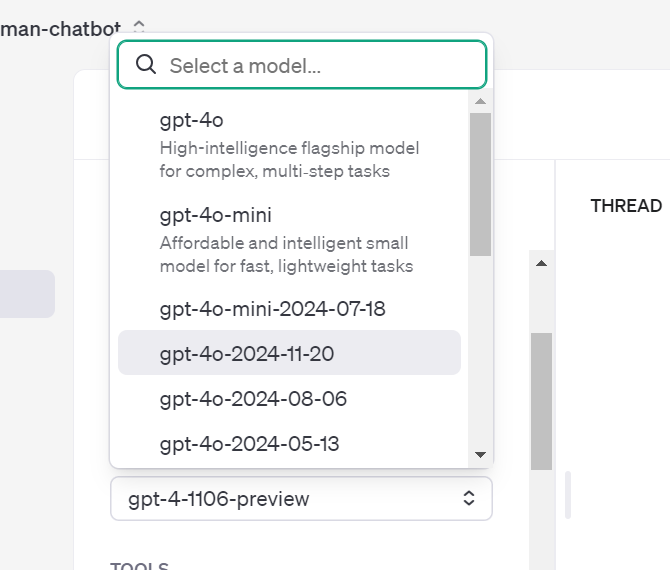 man-chatbot
Select a model...
gpt-4o
High-intelligence flagship model
for complex, multi-step tasks
gpt-4o-mini
Affordable and intelligent small
model for fast, lightweight tasks
gpt-4o-mini-2024-07-18
gpt-4o-2024-11-20
gpt-4o-2024-08-06
gpt-4o-2024-05-13
gpt-4-1106-preview
TOOLS
THREAD